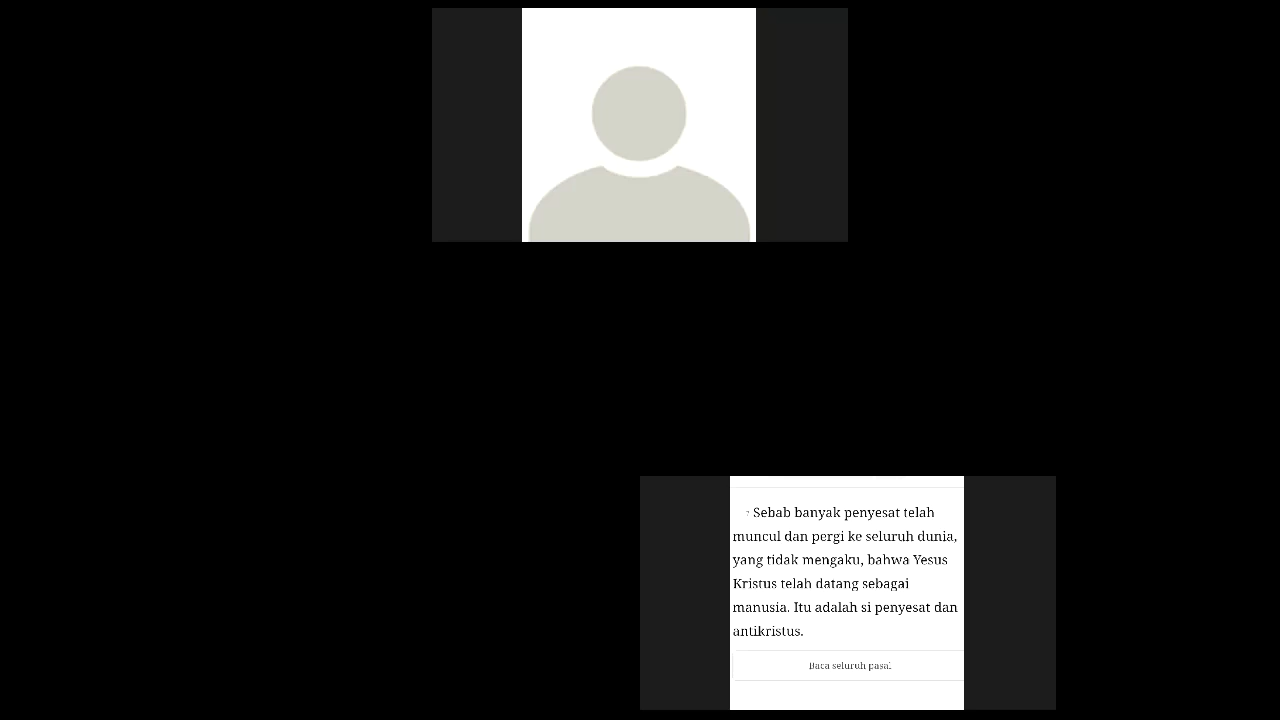 7 Sebab banyak penyesat telah
muncul dan pergi ke seluruh dunia,
yang tidak mengaku, bahwa Yesus
Kristus telah datang sebagai
manusia. Itu adalah si penyesat dan
antikristus.
Baca seluruh pasal